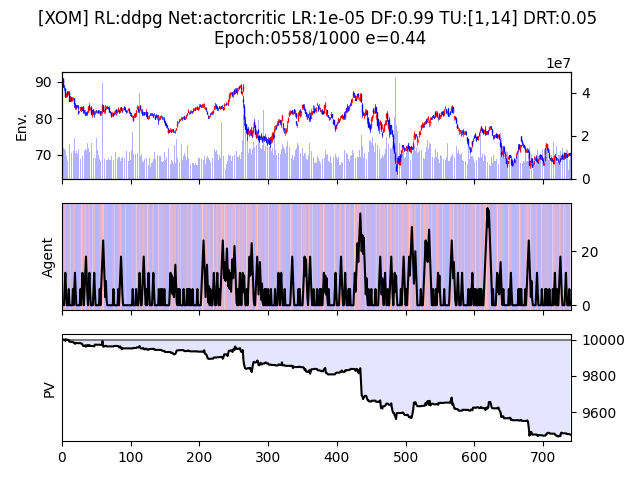 [XOM] RL:ddpg Net:actorcritic LR:1e-05 DF:0.99 TU:[1,14] DRT:0.05
Epoch:0558/1000 e=0.44
1e7
Env.
90
80
70
4
2
0
Agent
20
0
PV
10000
9800
9600
0 100 200 300 400 500 600 700